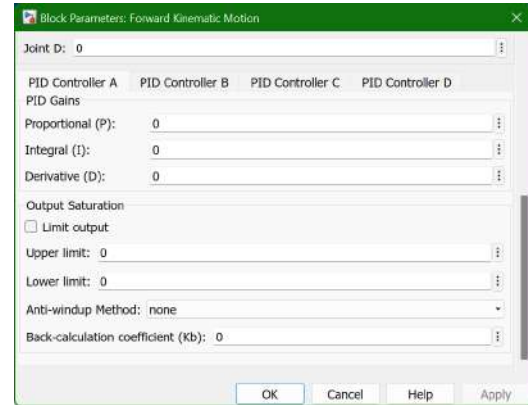 Block Parameters: Forward Kinematic Motion
Joint D: 0
PID Controller A PID Controller B PID Controller C PID Controller D
PID Gains
Proportional (P): 0
Integral (I): 0
Derivative (D): 0
Output Saturation
Limit output
Upper limit: 0
Lower limit: 0
Anti-windup Method: none
Back-calculation coefficient (Kb): 0
OK Cancel Help Apply